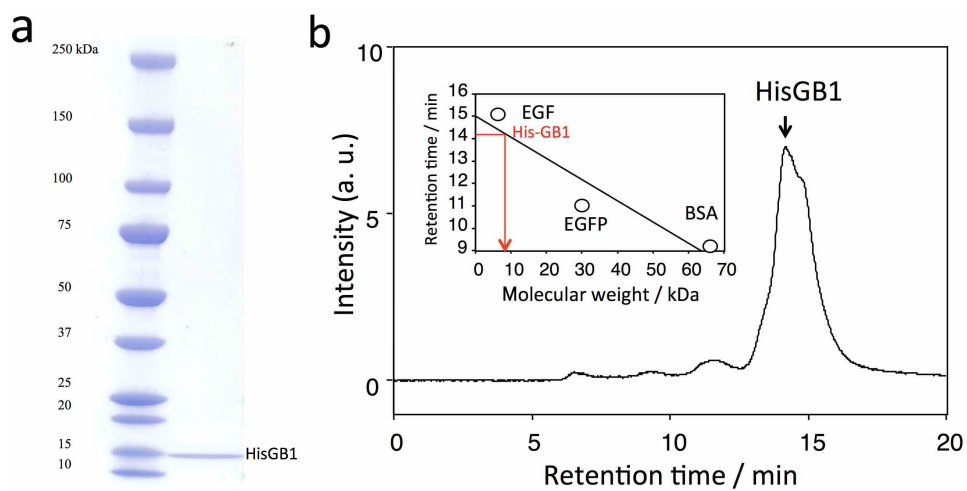 a
250 kDa
150
100
75
50
37
25
20
15
10
HisGB1
b
10
5
0
Intensity (a. u.)
HisGB1
16
15
14
13
12
11
10
9
Retention time / min
EGF
His-GB1
EGFP
BSA
0 10 20 30 40 50 60 70
Molecular weight / kDa
0 5 10 15 20
Retention time / min